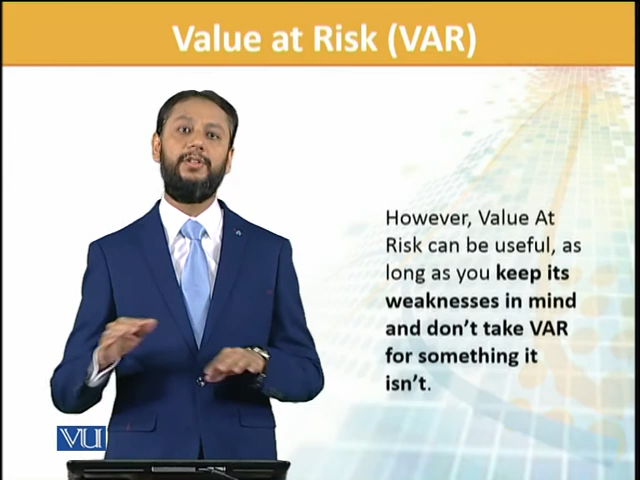 Value at Risk (VAR)
However, Value At
Risk can be useful, as
long as you keep its
weaknesses in mind
and don't take VAR
for something it
isn't.
VU